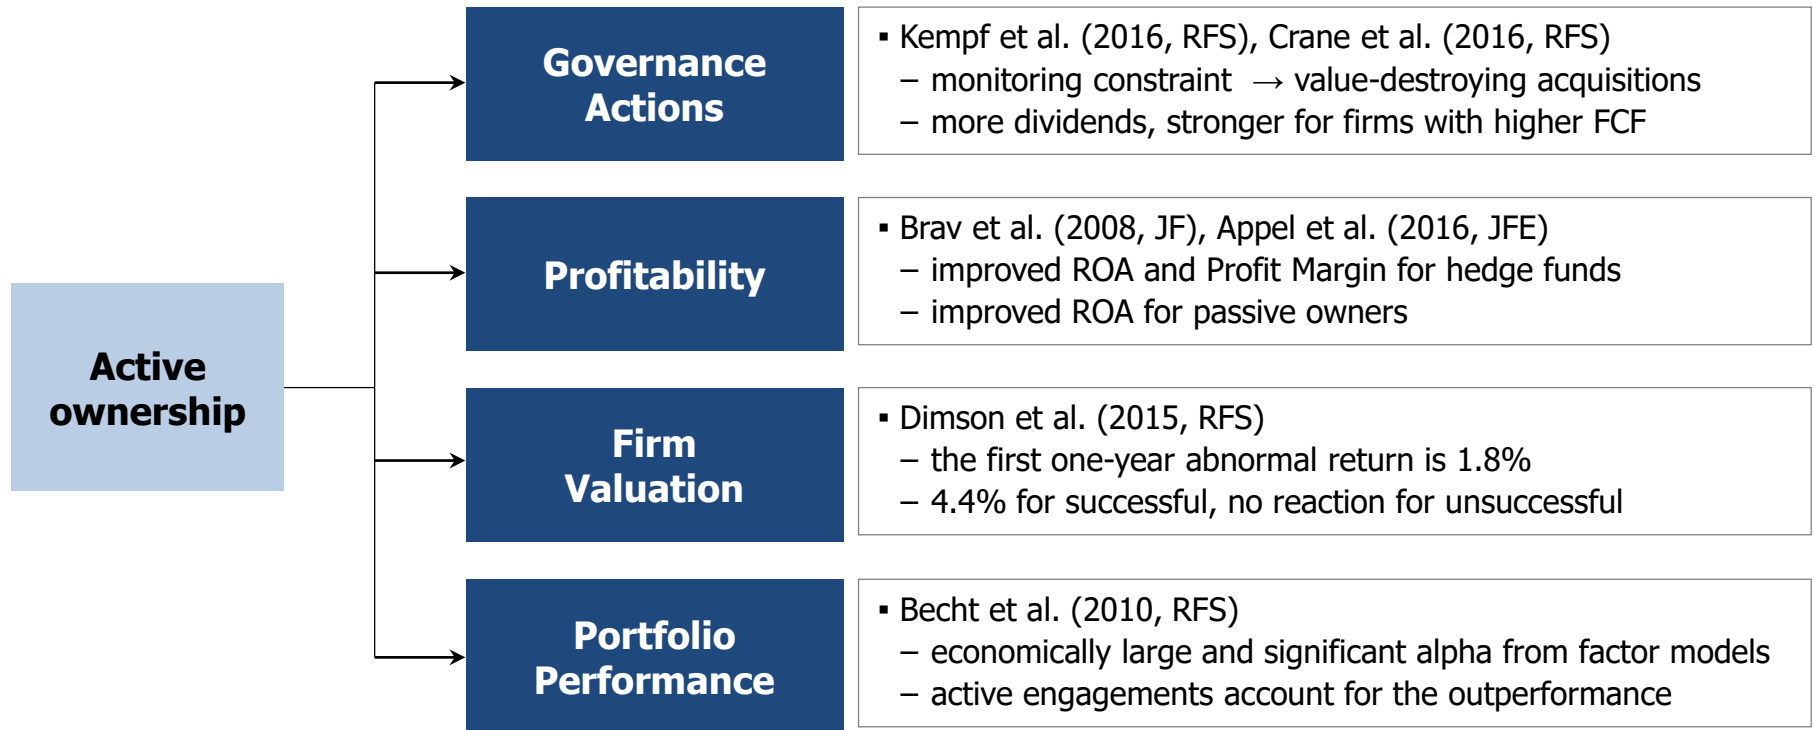 Active
ownership
Governance
Actions
▪ Kempf et al. (2016, RFS), Crane et al. (2016, RFS)
– monitoring constraint → value-destroying acquisitions
– more dividends, stronger for firms with higher FCF
Profitability
▪ Brav et al. (2008, JF), Appel et al. (2016, JFE)
– improved ROA and Profit Margin for hedge funds
– improved ROA for passive owners
Firm
Valuation
▪ Dimson et al. (2015, RFS)
– the first one-year abnormal return is 1.8%
– 4.4% for successful, no reaction for unsuccessful
Portfolio
Performance
▪ Becht et al. (2010, RFS)
– economically large and significant alpha from factor models
– active engagements account for the outperformance